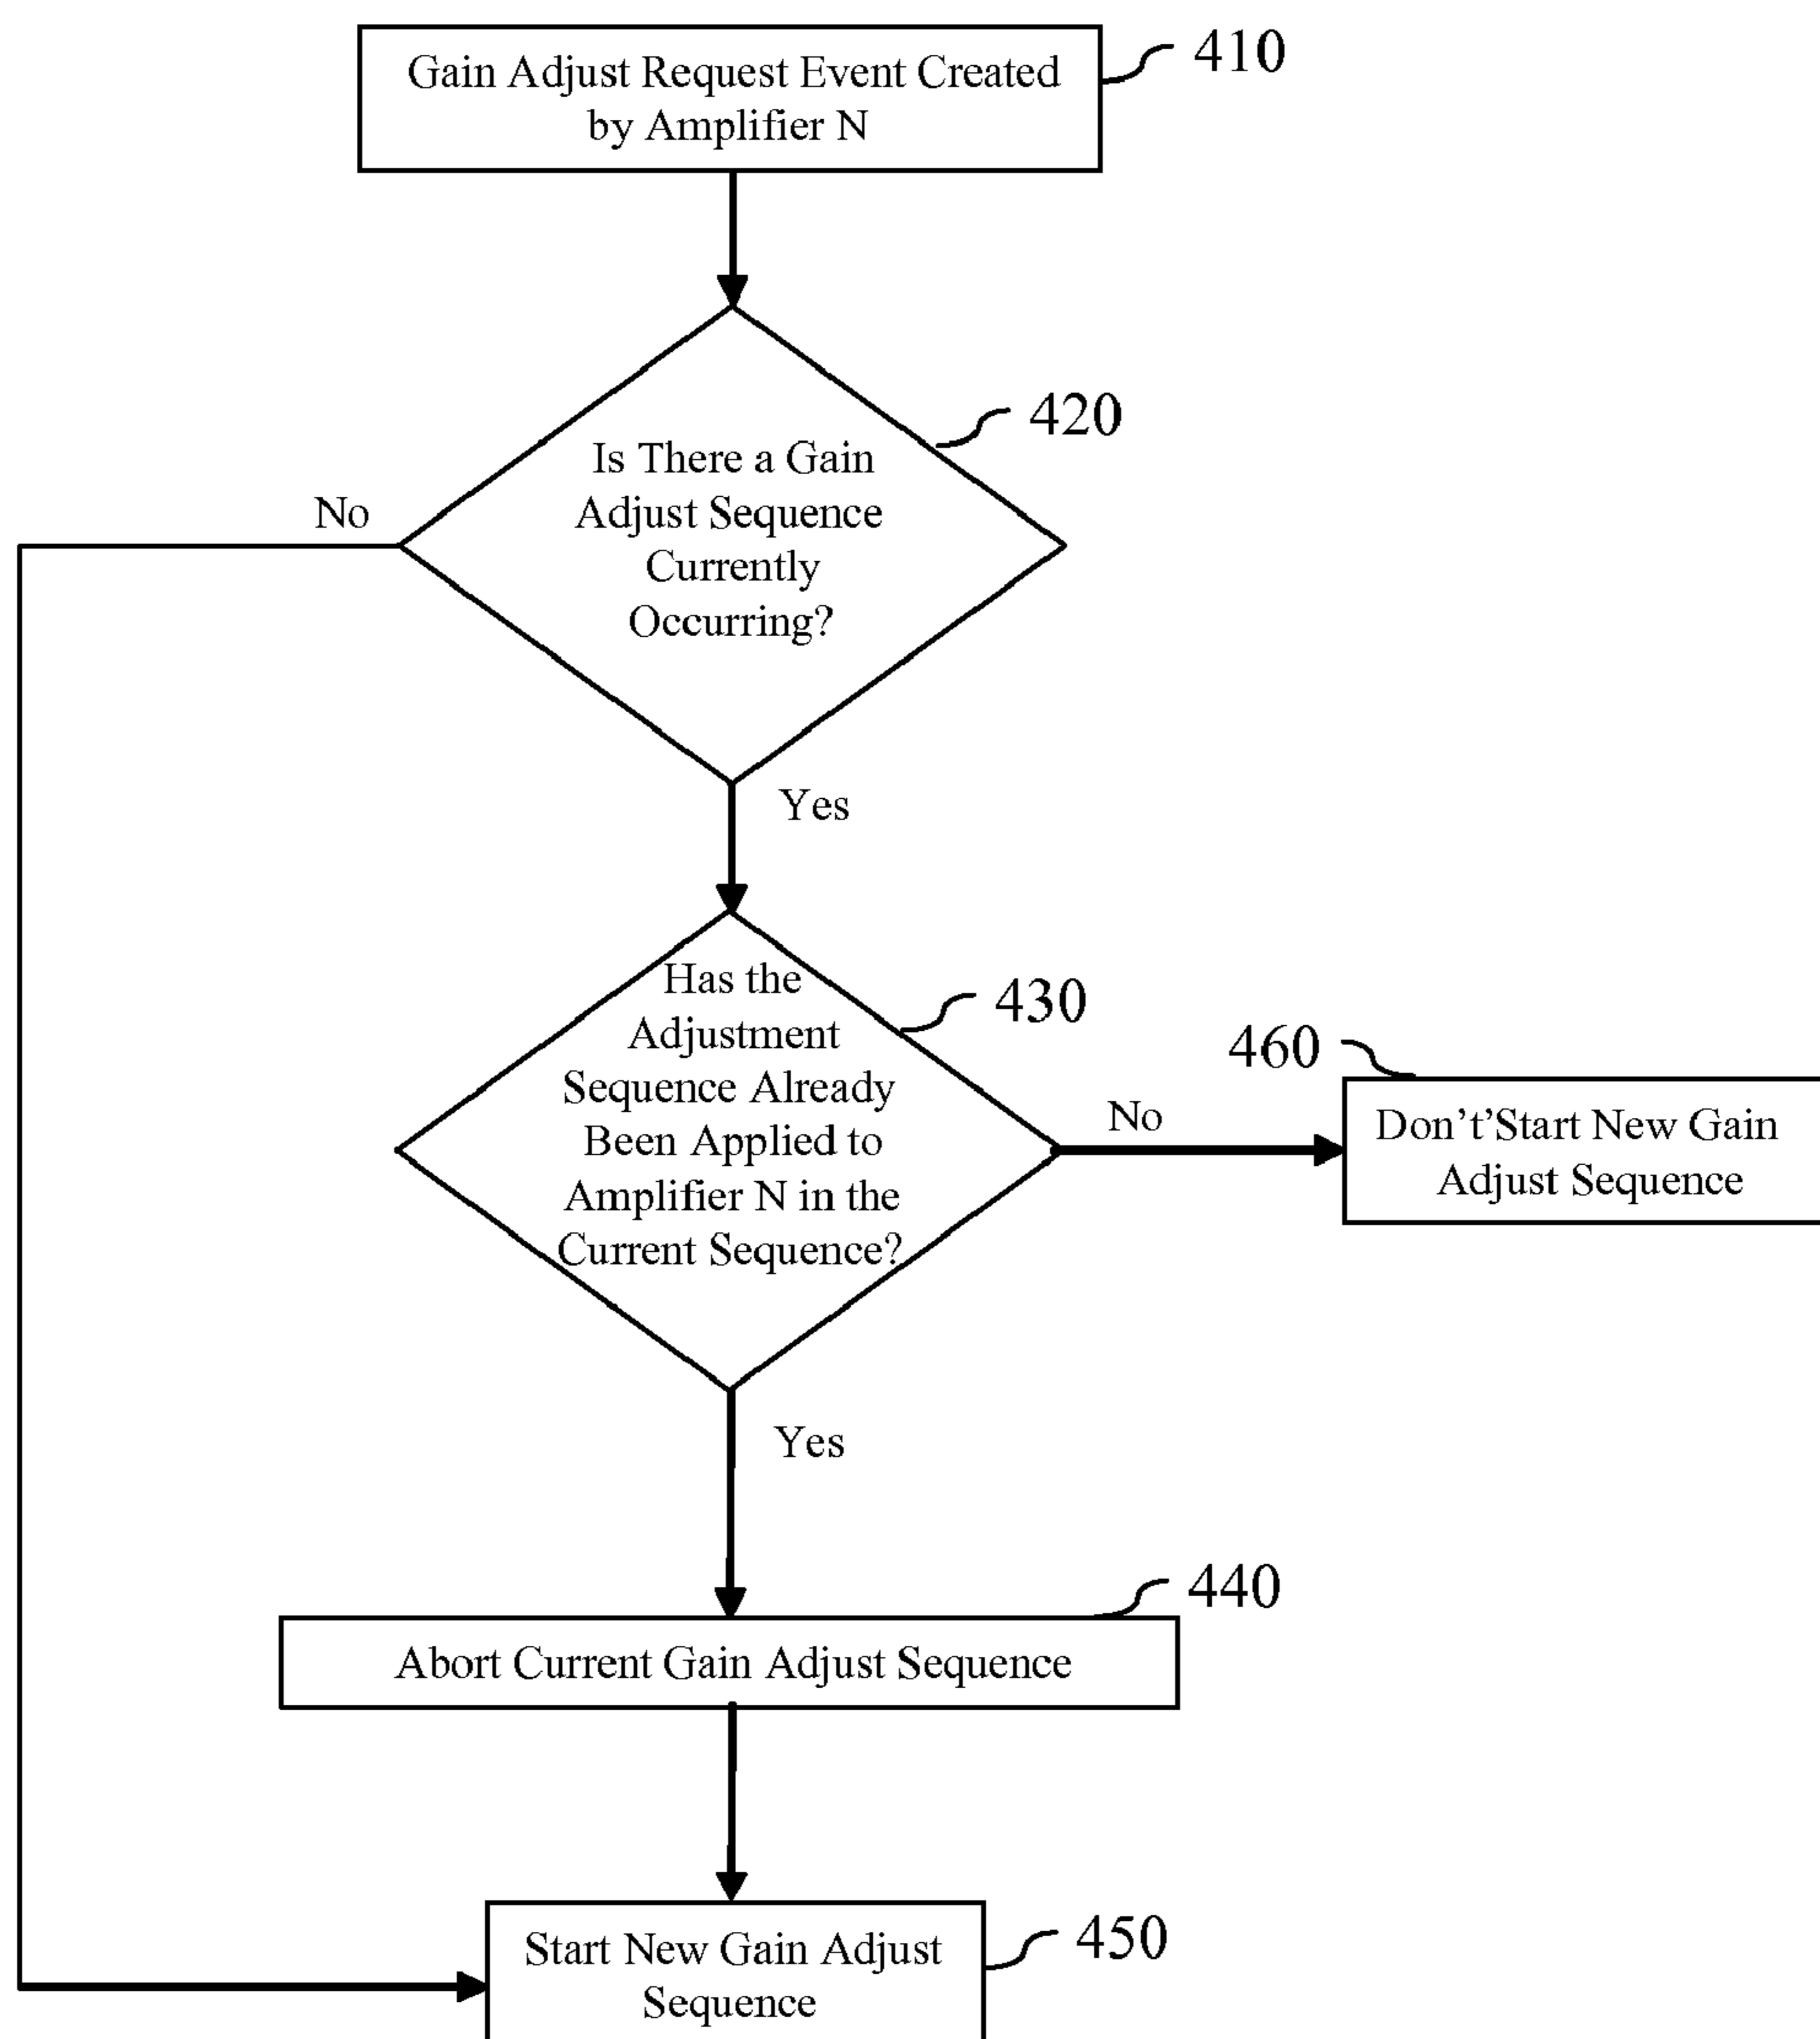 Gain Adjust Request Event Created
by Amplifier N
410
420
Is There a Gain
Adjust Sequence
Currently
Occurring?
No
Yes
Has the
Adjustment
Sequence Already
Been Applied to
Amplifier N in the
Current Sequence?
430
460
No
Don't'Start New Gain
Adjust Sequence
Yes
440
Abort Current Gain Adjust Sequence
Start New Gain Adjust
Sequence
450